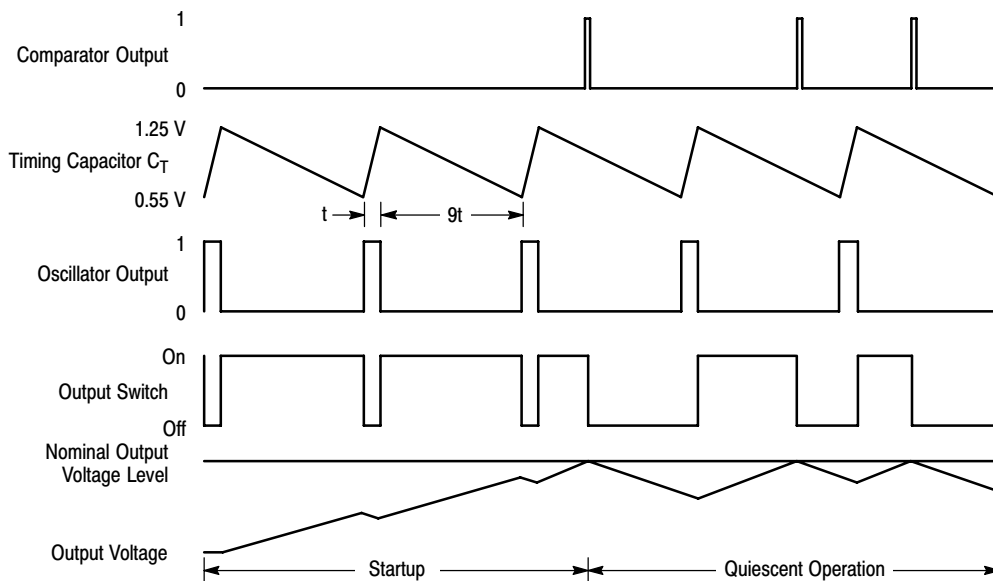 1
Comparator Output
0
1.25 V
Timing Capacitor CT
0.55 V
t
9t
1
Oscillator Output
0
On
Output Switch
Off
Nominal Output
Voltage Level
Output Voltage
Startup
Quiescent Operation